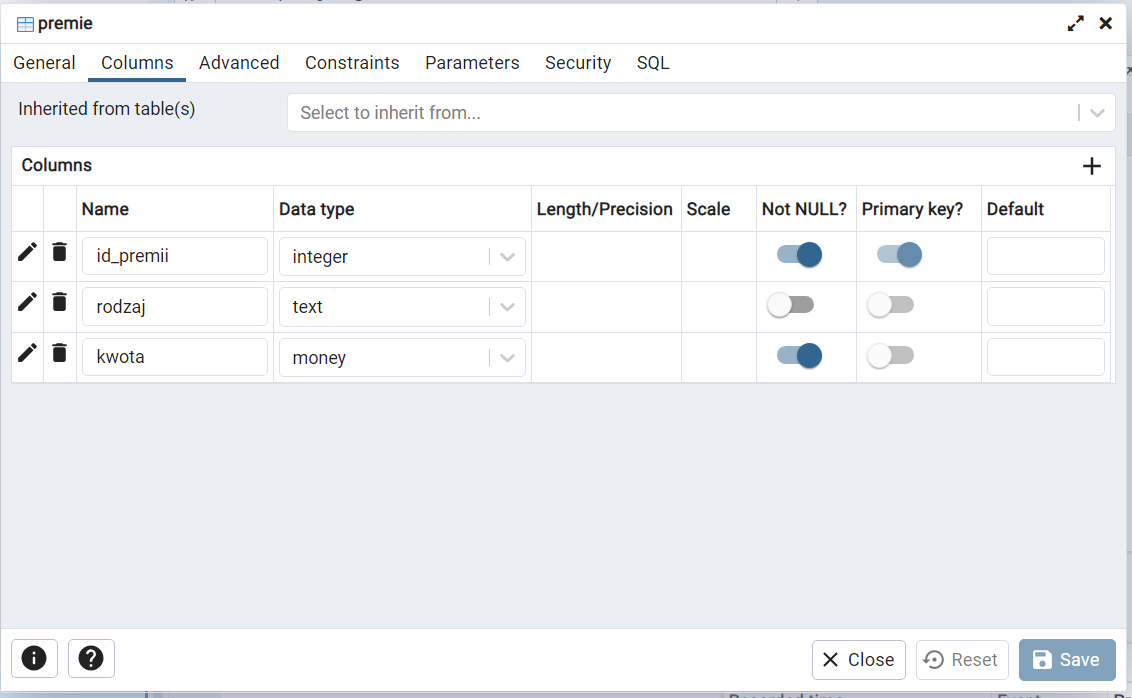 premie
General Columns Advanced Constraints Parameters Security SQL
Inherited from table(s) Select to inherit from...
Columns
Name Data type Length/Precision Scale Not NULL? Primary key? Default
id_premii integer
rodzaj text
kwota money
Close Reset Save